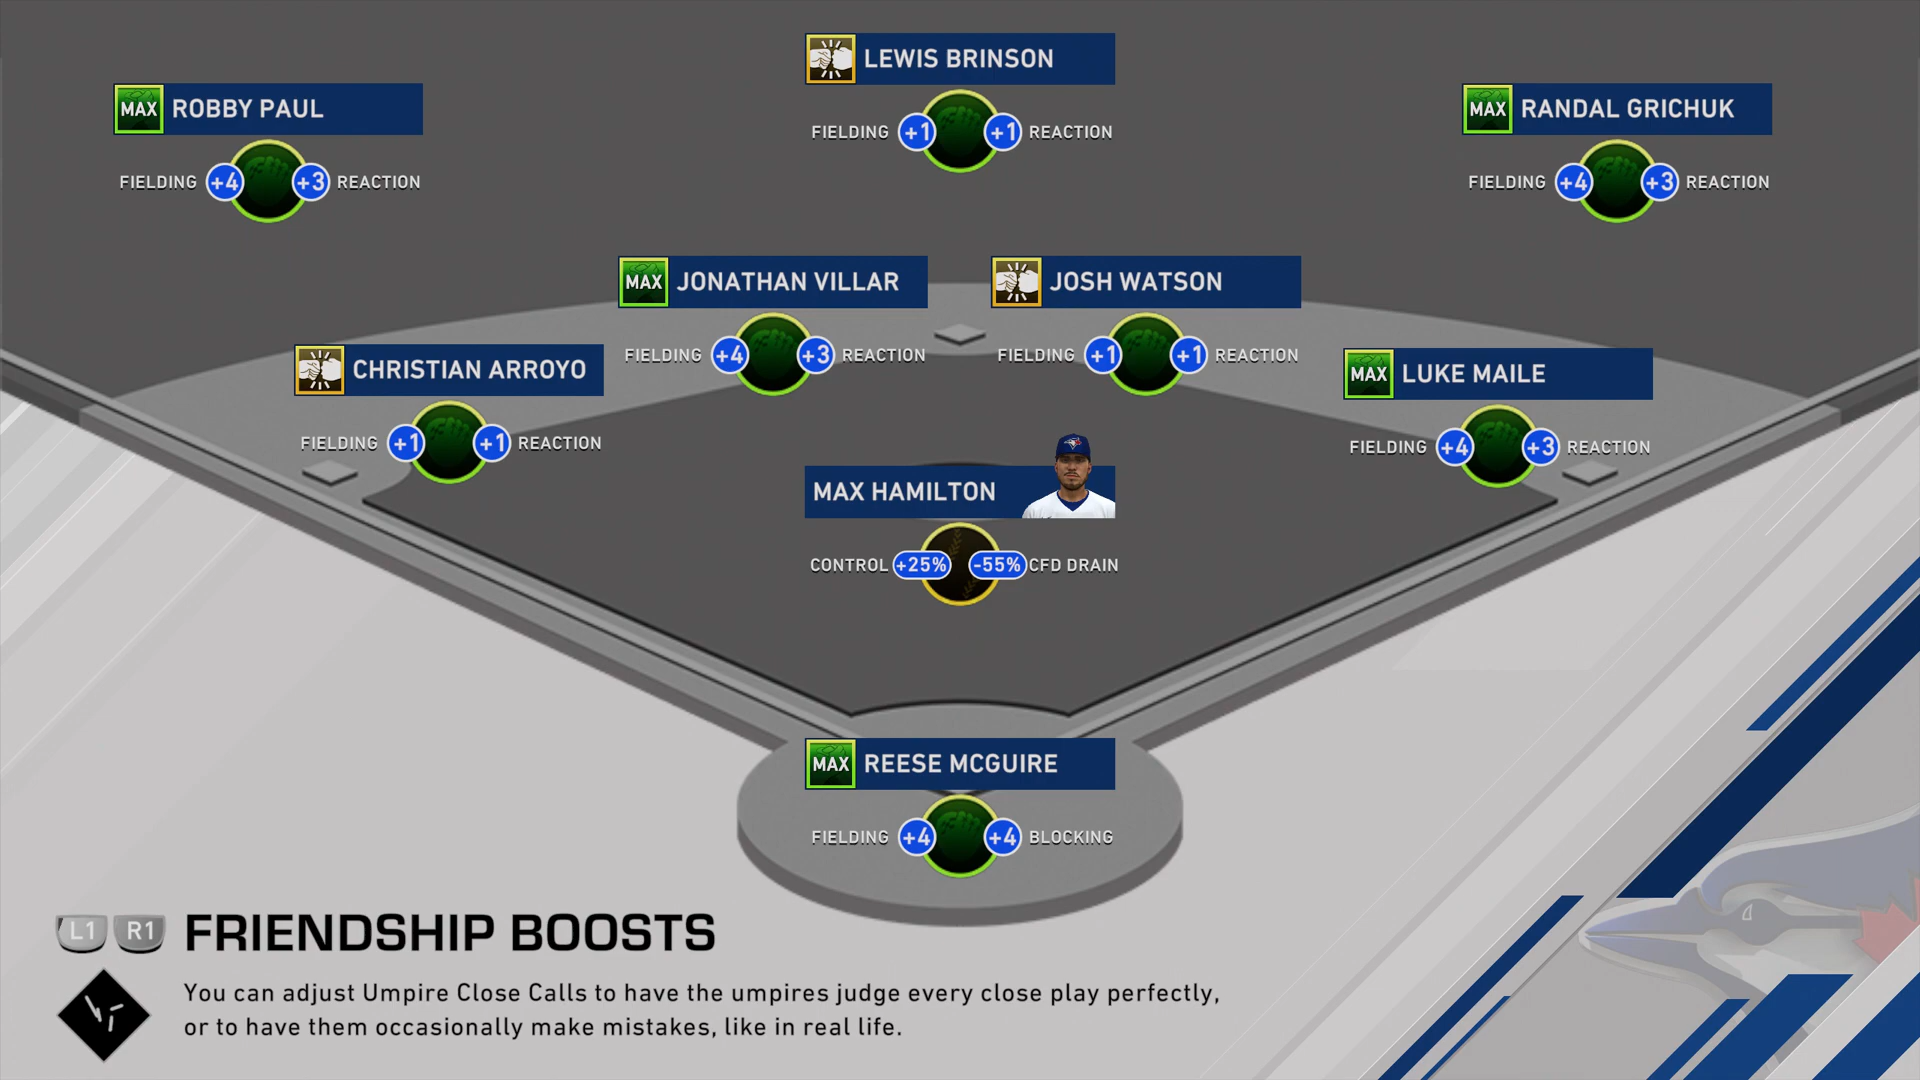 LEWIS BRINSON
FIELDING +1 +1 REACTION
MAX ROBBY PAUL
FIELDING +4 +3 REACTION
MAX RANDAL GRICHUK
FIELDING +4 +3 REACTION
MAX JONATHAN VILLAR
FIELDING +4 +3 REACTION
JOSH WATSON
FIELDING +1 +1 REACTION
CHRISTIAN ARROYO
FIELDING +1 +1 REACTION
MAX LUKE MAILE
FIELDING +4 +3 REACTION
MAX HAMILTON
CONTROL +25% -55% CFD DRAIN
MAX REESE MCGUIRE
FIELDING +4 +4 BLOCKING
L1 R1 FRIENDSHIP BOOSTS
You can adjust Umpire Close Calls to have the umpires judge every close play perfectly,
or to have them occasionally make mistakes, like in real life.